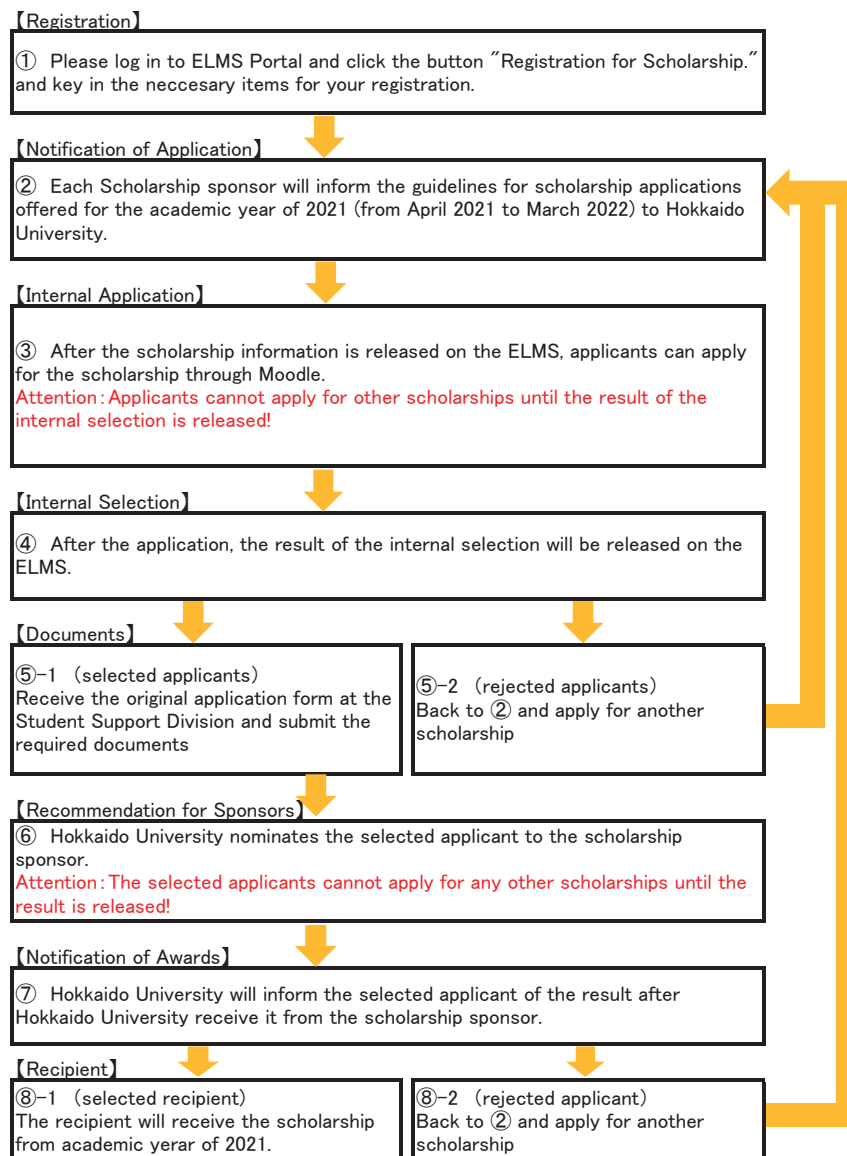 【Registration】
① Please log in to ELMS Portal and click the button "Registration for Scholarship."
and key in the neccesary items for your registration.
【Notification of Application】
② Each Scholarship sponsor will inform the guidelines for scholarship applications
offered for the academic year of 2021 (from April 2021 to March 2022) to Hokkaido
University.
【Internal Application】
③ After the scholarship information is released on the ELMS, applicants can apply
for the scholarship through Moodle.
Attention：Applicants cannot apply for other scholarships until the result of the
internal selection is released!
【Internal Selection】
④ After the application, the result of the internal selection will be released on the
ELMS.
【Documents】
⑤-1 （selected applicants）
Receive the original application form at the
Student Support Division and submit the
required documents
⑤-2 （rejected applicants）
Back to ② and apply for another
scholarship
【Recommendation for Sponsors】
⑥ Hokkaido University nominates the selected applicant to the scholarship
sponsor.
Attention：The selected applicants cannot apply for any other scholarships until the
result is released!
【Notification of Awards】
⑦ Hokkaido University will inform the selected applicant of the result after
Hokkaido University receive it from the scholarship sponsor.
【Recipient】
⑧-1 （selected recipient）
The recipient will receive the scholarship
from academic yerar of 2021.
⑧-2 （rejected applicant）
Back to ② and apply for another
scholarship